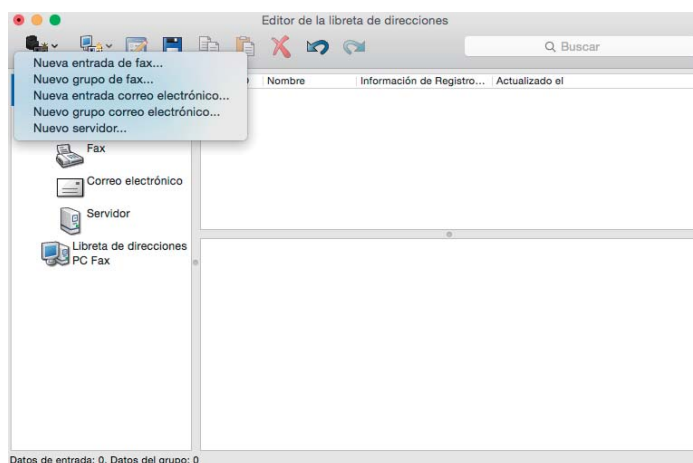 Editor de la libreta de direcciones
Buscar
Nueva entrada de fax...
Nuevo grupo de fax...
Nueva entrada correo electrónico...
Nuevo grupo correo electrónico...
Nuevo servidor...
Nombre
Información de Registro...
Actualizado el
Fax
Correo electrónico
Servidor
Libreta de direcciones
PC Fax
Datos de entrada: 0, Datos del grupo: 0